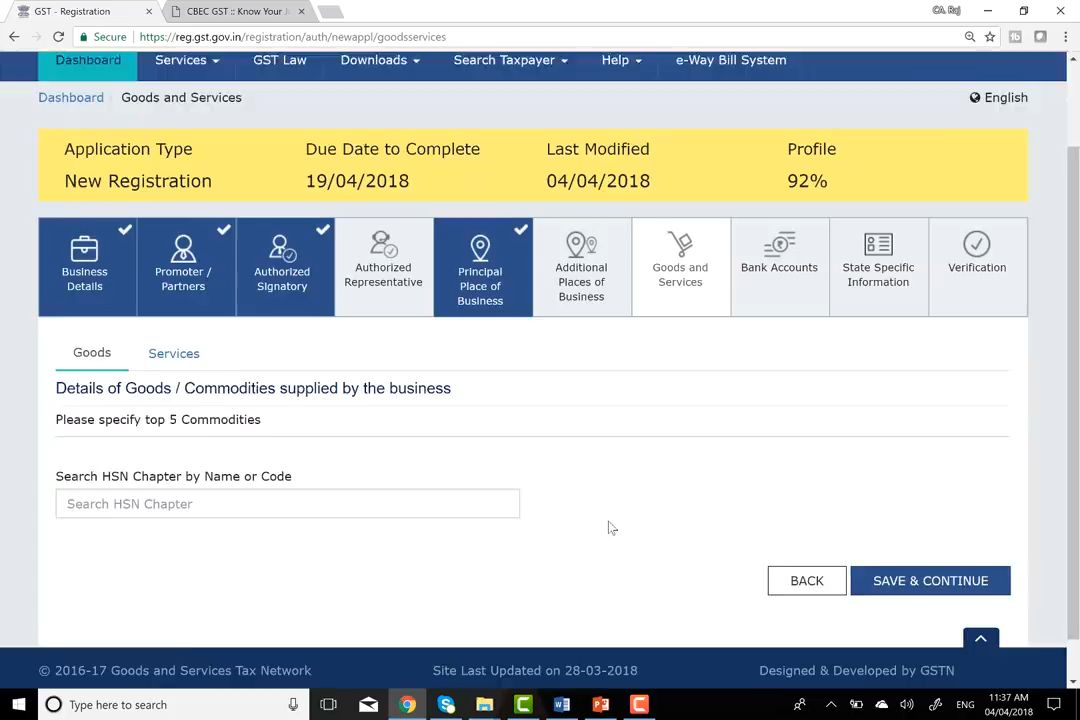 GST - Registration
CBEC GST :: Know Your J
CA. Raj
Secure https://reg.gst.gov.in/registration/auth/newappl/goodsservices
Dashboard Services GST Law Downloads Search Taxpayer Help e-Way Bill System
Dashboard Goods and Services English
Application Type Due Date to Complete Last Modified Profile
New Registration 19/04/2018 04/04/2018 92%
Business Details
Promoter / Partners
Authorized Signatory
Authorized Representative
Principal Place of Business
Additional Places of Business
Goods and Services
Bank Accounts
State Specific Information
Verification
Goods Services
Details of Goods / Commodities supplied by the business
Please specify top 5 Commodities
Search HSN Chapter by Name or Code
Search HSN Chapter
BACK SAVE & CONTINUE
© 2016-17 Goods and Services Tax Network Site Last Updated on 28-03-2018 Designed & Developed by GSTN
Type here to search
ENG
11:37 AM
04/04/2018